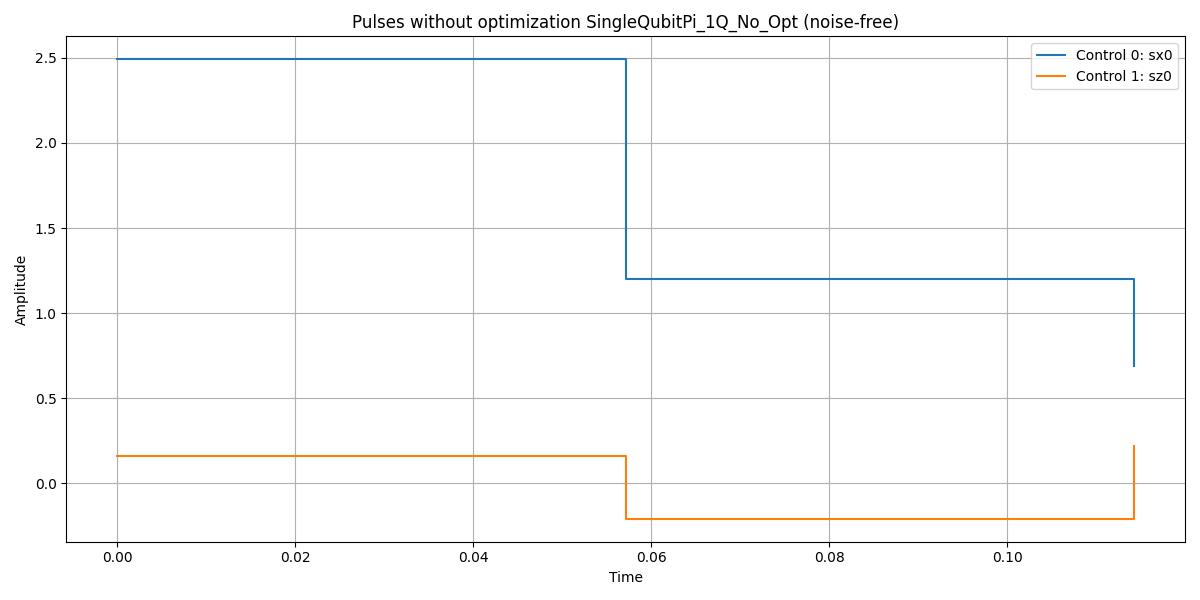 Pulses without optimization SingleQubitPi_1Q_No_Opt (noise-free)
Control 0: sx0
Control 1: sz0
Amplitude
2.5
2.0
1.5
1.0
0.5
0.0
0.00 0.02 0.04 0.06 0.08 0.10
Time